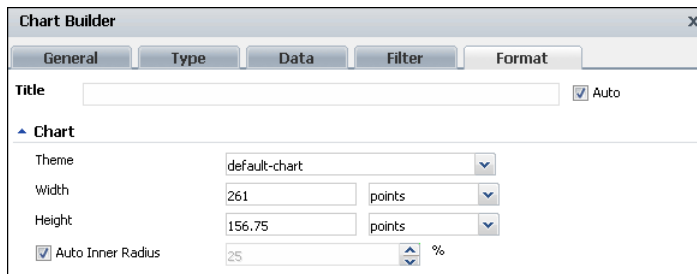 Chart Builder x
General Type Data Filter Format
Title Auto
Chart
Theme default-chart
Width 261 points
Height 156.75 points
Auto Inner Radius 25 %